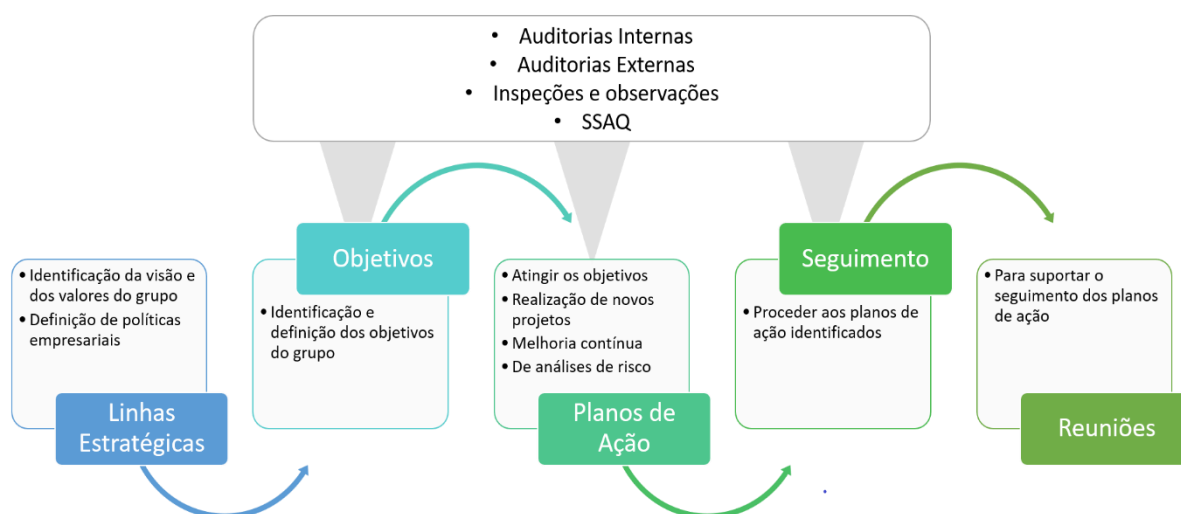 • Auditorias Internas
• Auditorias Externas
• Inspeções e observações
• SSAQ
• Identificação da visão e
dos valores do grupo
• Definição de políticas
empresariais
Linhas
Estratégicas
Objetivos
• Identificação e
definição dos objetivos
do grupo
• Atingir os objetivos
• Realização de novos
projetos
• Melhoria contínua
• De análises de risco
Planos de
Ação
Seguimento
• Proceder aos planos de
ação identificados
• Para suportar o
seguimento dos planos
de ação
Reuniões